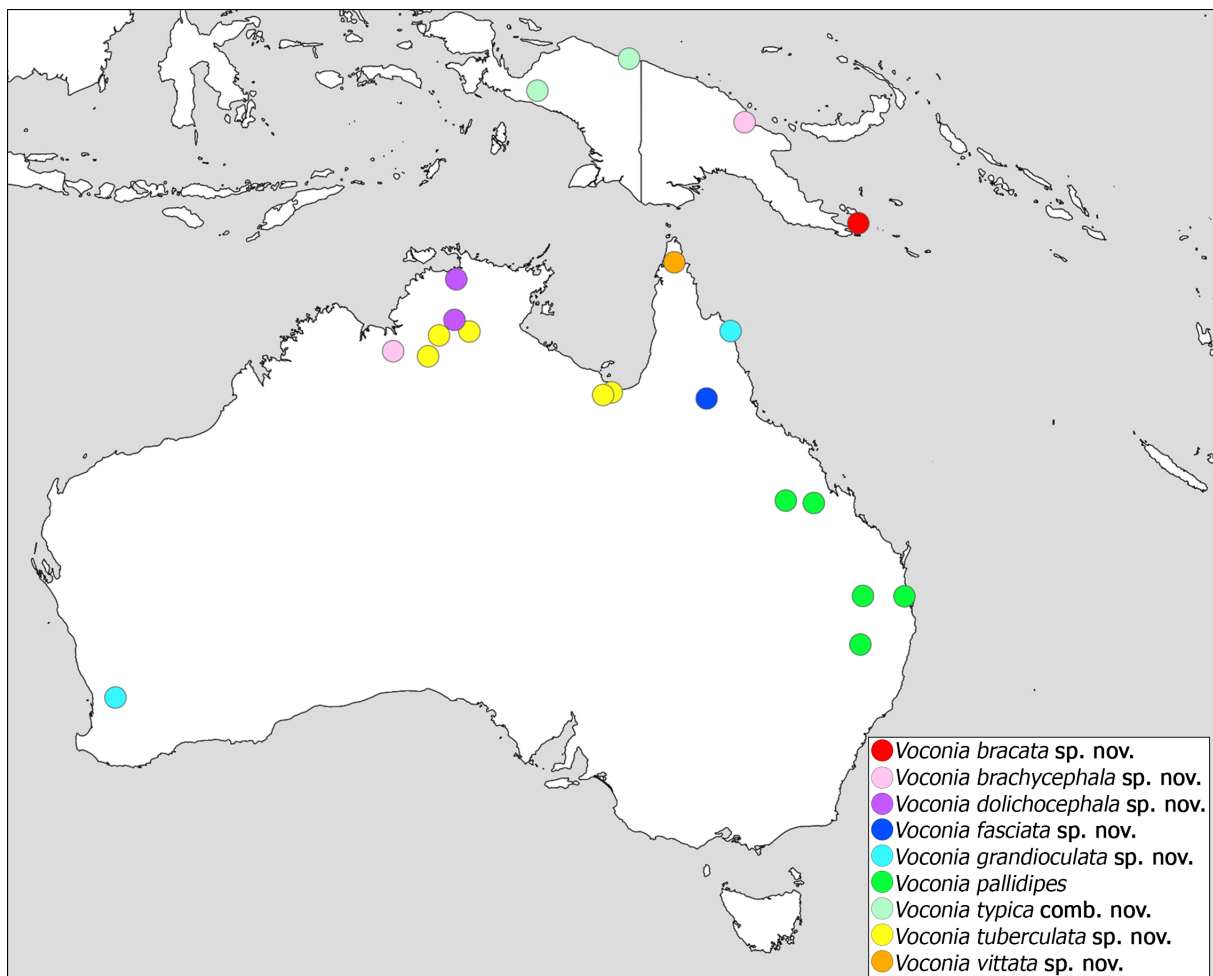 Voconia bracata sp. nov.
Voconia brachycephala sp. nov.
Voconia dolichocephala sp. nov.
Voconia fasciata sp. nov.
Voconia grandioculata sp. nov.
Voconia pallidipes
Voconia typica comb. nov.
Voconia tuberculata sp. nov.
Voconia vittata sp. nov.